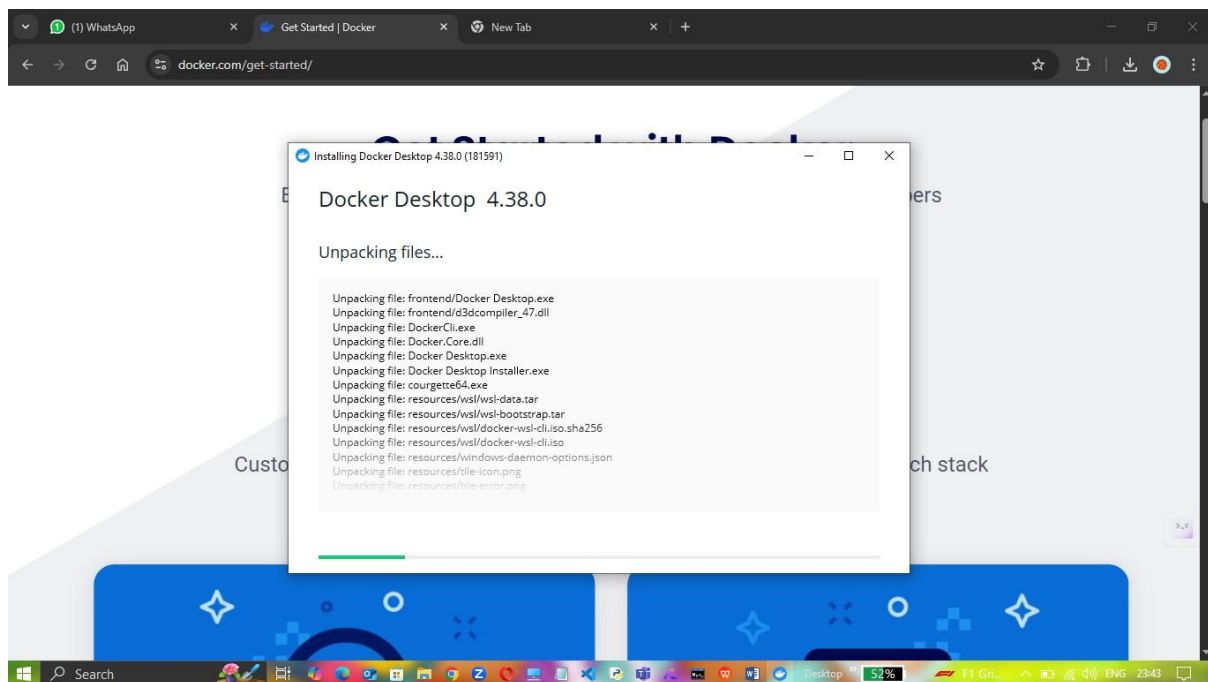 (1) WhatsApp
Get Started | Docker
New Tab
docker.com/get-started/
Installing Docker Desktop 4.38.0 (181591)
Docker Desktop 4.38.0
ers
Unpacking files...
Unpacking file: frontend/Docker Desktop.exe
Unpacking file: frontend/d3dcompiler_47.dll
Unpacking file: DockerCli.exe
Unpacking file: Docker.Core.dll
Unpacking file: Docker Desktop.exe
Unpacking file: Docker Desktop Installer.exe
Unpacking file: courgette64.exe
Unpacking file: resources/wsl/wsl-data.tar
Unpacking file: resources/wsl/wsl-bootstrap.tar
Unpacking file: resources/wsl/docker-wsl-cli.iso.sha256
Unpacking file: resources/wsl/docker-wsl-cli.iso
Unpacking file: resources/windows-daemon-options.json
Unpacking file: resources/tile-icon.png
Unpacking file: resources/tile-error.png
Custo
ch stack
Search
Desktop
52%
F1 Gri...
ENG
23:43